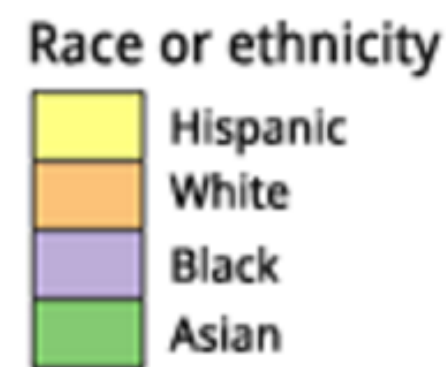 Race or ethnicity
Hispanic
White
Black
Asian